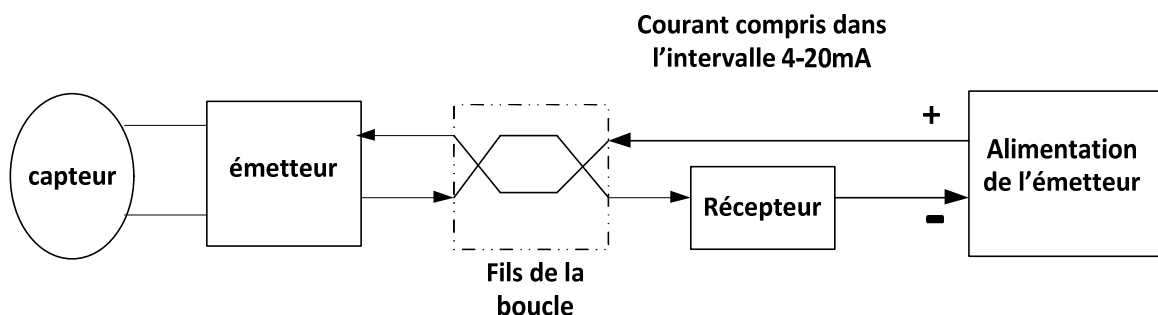 Courant compris dans
l'intervalle 4-20mA
capteur
émetteur
+
Alimentation
de l'émetteur
Récepteur
-
Fils de la
boucle